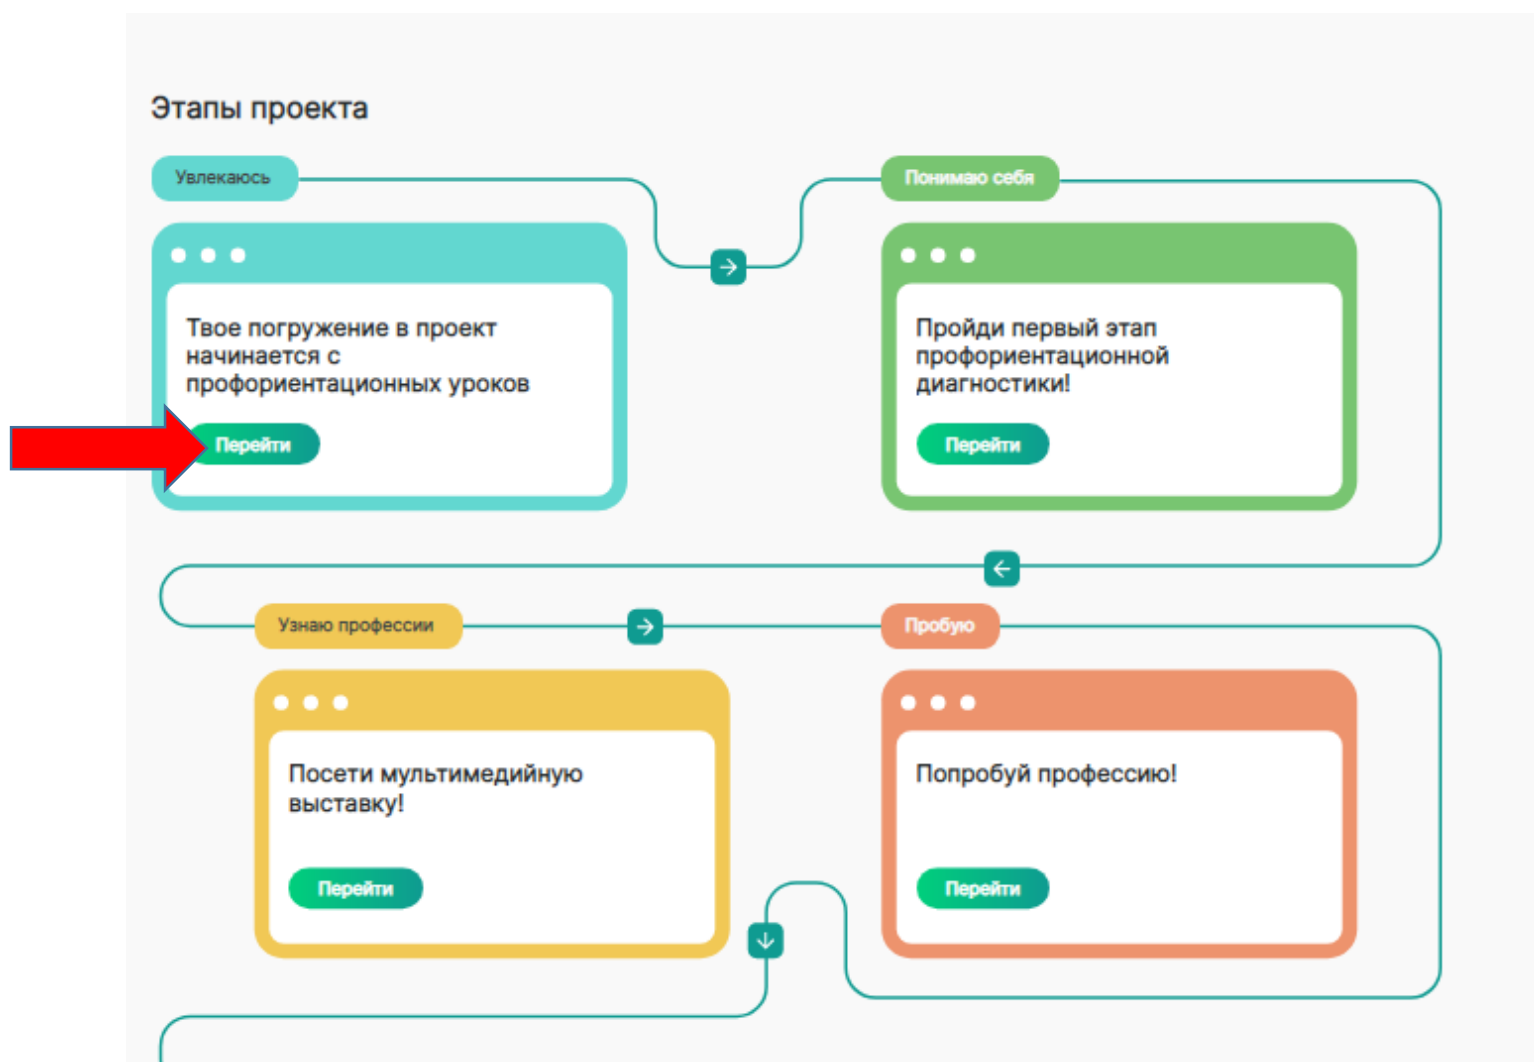 Этапы проекта
Увлекаюсь
Понимаю себя
Твое погружение в проект
начинается с
профориентационных уроков
Перейти
Пройди первый этап
профориентационной
диагностики!
Перейти
Узнаю профессии
Пробую
Посети мультимедийную
выставку!
Перейти
Попробуй профессию!
Перейти